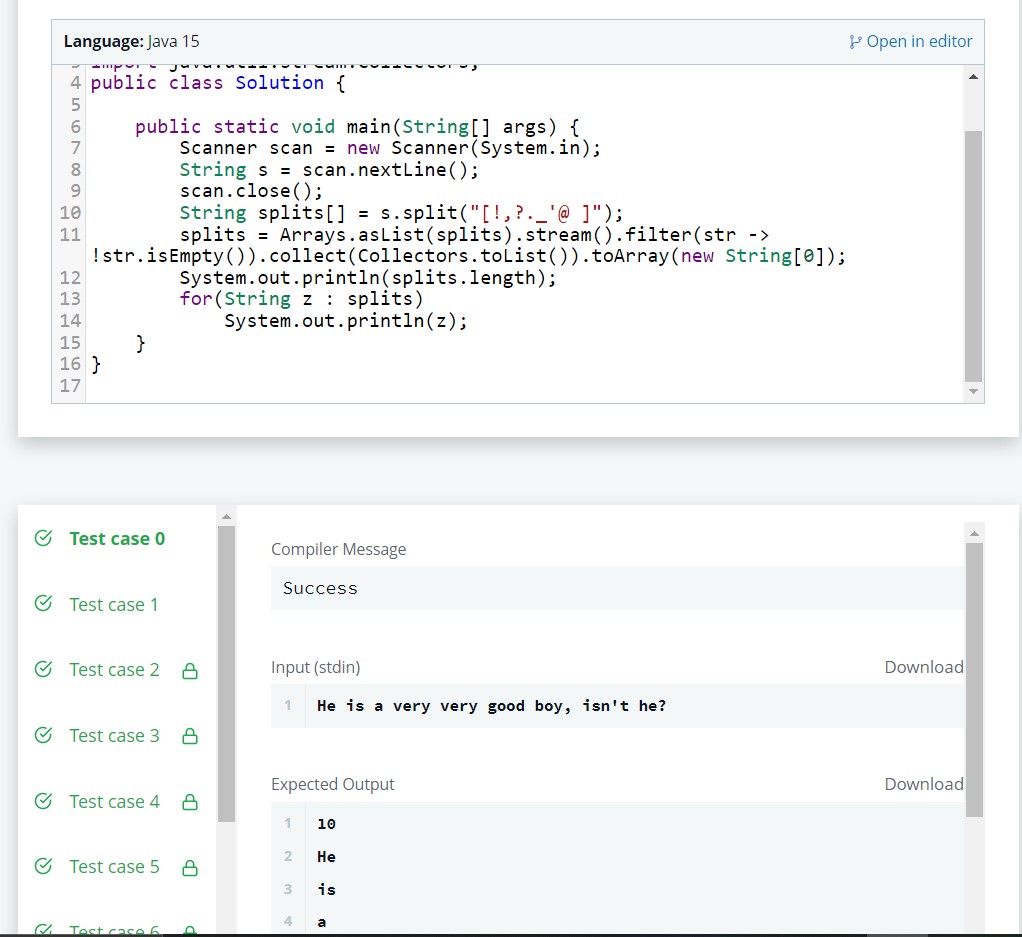 Language: Java 15
Open in editor
3 import java.util.stream.Collectors;
4 public class Solution {
5
6 public static void main(String[] args) {
7 Scanner scan = new Scanner(System.in);
8 String s = scan.nextLine();
9 scan.close();
10 String splits[] = s.split("[!,?._'@ ]");
11 splits = Arrays.asList(splits).stream().filter(str ->
!str.isEmpty()).collect(Collectors.toList()).toArray(new String[0]);
12 System.out.println(splits.length);
13 for(String z : splits)
14 System.out.println(z);
15 }
16 }
17
Test case 0
Test case 1
Test case 2
Test case 3
Test case 4
Test case 5
Test case 6
Compiler Message
Success
Input (stdin)
Download
1 He is a very very good boy, isn't he?
Expected Output
Download
1 10
2 He
3 is
4 a